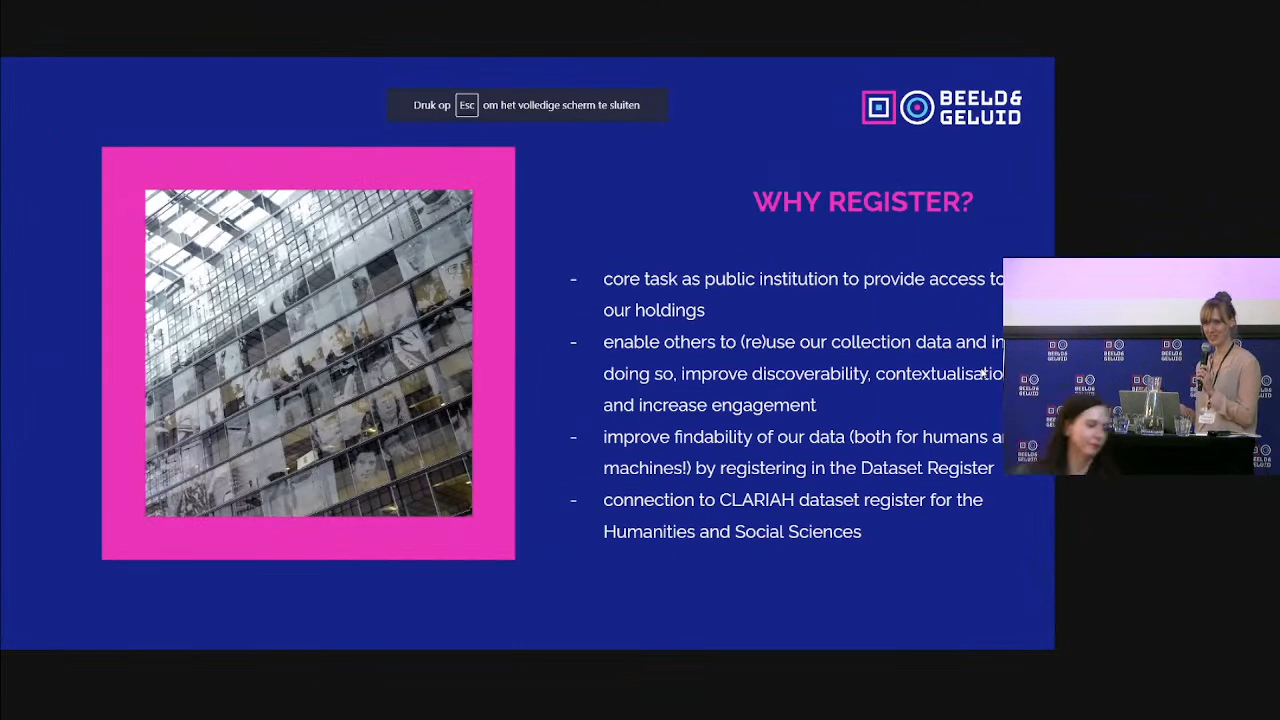 Druk op Esc om het volledige scherm te sluiten
BEELD&
GELUID
WHY REGISTER?
- core task as public institution to provide access to
our holdings
- enable others to (re)use our collection data and in
doing so, improve discoverability, contextualisatio
and increase engagement
- improve findability of our data (both for humans a
machines!) by registering in the Dataset Register
- connection to CLARIAH dataset register for the
Humanities and Social Sciences